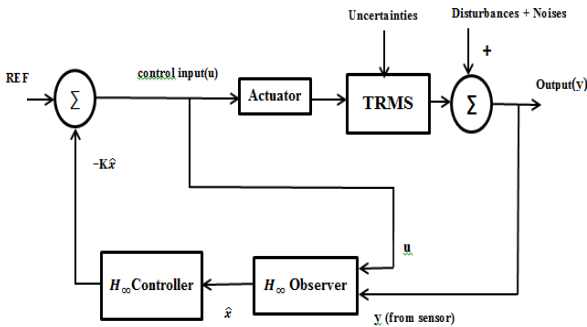 Uncertainties
Disturbances + Noises
REF
control input(u)
+
Output(y)
Σ
Actuator
TRMS
Σ
-Kx̂
u
H∞ Controller
H∞ Observer
x̂
y (from sensor)